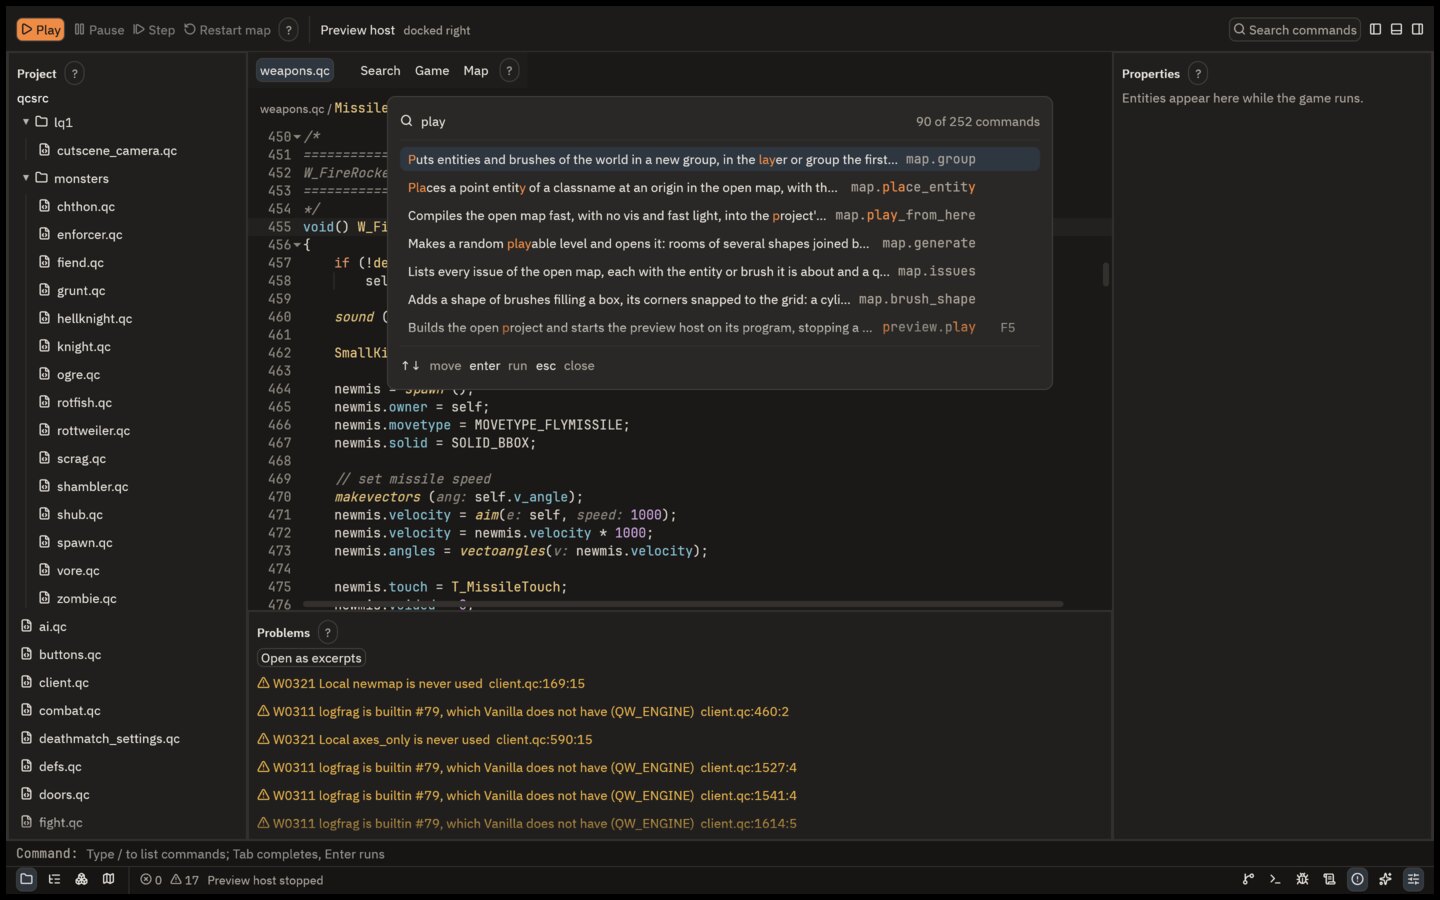 Play Pause Step Restart map ? Preview host docked right Search commands
Project ?
qcsrc
lq1
cutscene_camera.qc
monsters
chthon.qc
enforcer.qc
fiend.qc
grunt.qc
hellknight.qc
knight.qc
ogre.qc
rotfish.qc
rottweiler.qc
scrag.qc
shambler.qc
shub.qc
spawn.qc
vore.qc
zombie.qc
ai.qc
buttons.qc
client.qc
combat.qc
deathmatch_settings.qc
defs.qc
doors.qc
fight.qc
weapons.qc Search Game Map ?
weapons.qc / Missile
play 90 of 252 commands
Puts entities and brushes of the world in a new group, in the layer or group the first... map.group
Places a point entity of a classname at an origin in the open map, with th... map.place_entity
Compiles the open map fast, with no vis and fast light, into the project'... map.play_from_here
Makes a random playable level and opens it: rooms of several shapes joined b... map.generate
Lists every issue of the open map, each with the entity or brush it is about and a q... map.issues
Adds a shape of brushes filling a box, its corners snapped to the grid: a cyli... map.brush_shape
Builds the open project and starts the preview host on its program, stopping a ... preview.play F5
↑↓ move enter run esc close
450 /*
451 ===========
452 W_FireRocke
453 ===========
454 */
455 void() W_Fi
456 {
457 if (!de
458 sel
459
460 sound (
461
462 SmallKi
463
464 newmis = spawn ();
465 newmis.owner = self;
466 newmis.movetype = MOVETYPE_FLYMISSILE;
467 newmis.solid = SOLID_BBOX;
468
469 // set missile speed
470 makevectors (ang: self.v_angle);
471 newmis.velocity = aim(e: self, speed: 1000);
472 newmis.velocity = newmis.velocity * 1000;
473 newmis.angles = vectoangles(v: newmis.velocity);
474
475 newmis.touch = T_MissileTouch;
476 newmis.voided = 0;
Problems ?
Open as excerpts
W0321 Local newmap is never used client.qc:169:15
W0311 logfrag is builtin #79, which Vanilla does not have (QW_ENGINE) client.qc:460:2
W0321 Local axes_only is never used client.qc:590:15
W0311 logfrag is builtin #79, which Vanilla does not have (QW_ENGINE) client.qc:1527:4
W0311 logfrag is builtin #79, which Vanilla does not have (QW_ENGINE) client.qc:1541:4
W0311 logfrag is builtin #79, which Vanilla does not have (QW_ENGINE) client.qc:1614:5
Properties ?
Entities appear here while the game runs.
Command: Type / to list commands; Tab completes, Enter runs
0 17 Preview host stopped